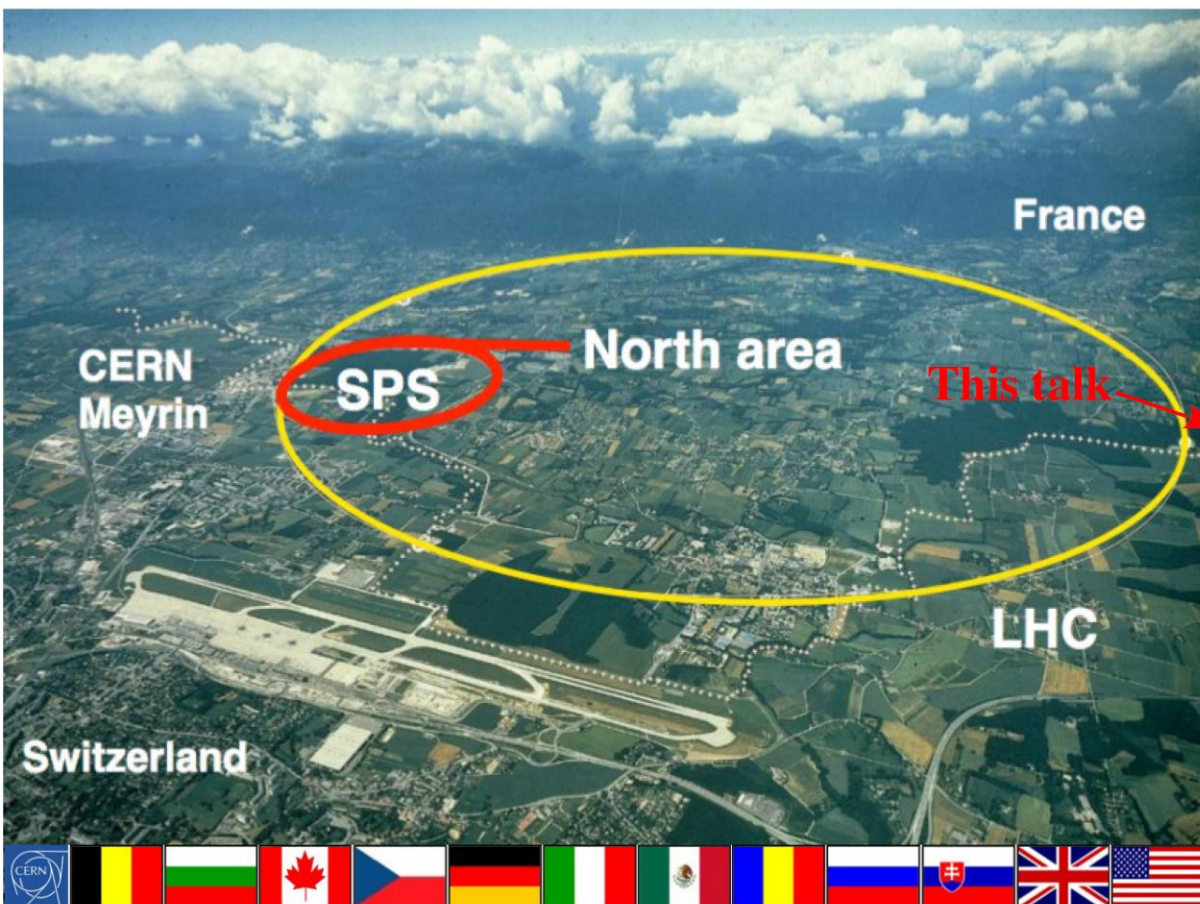 France
North area
CERN
Meyrin
SPS
This talk
LHC
Switzerland
CERN